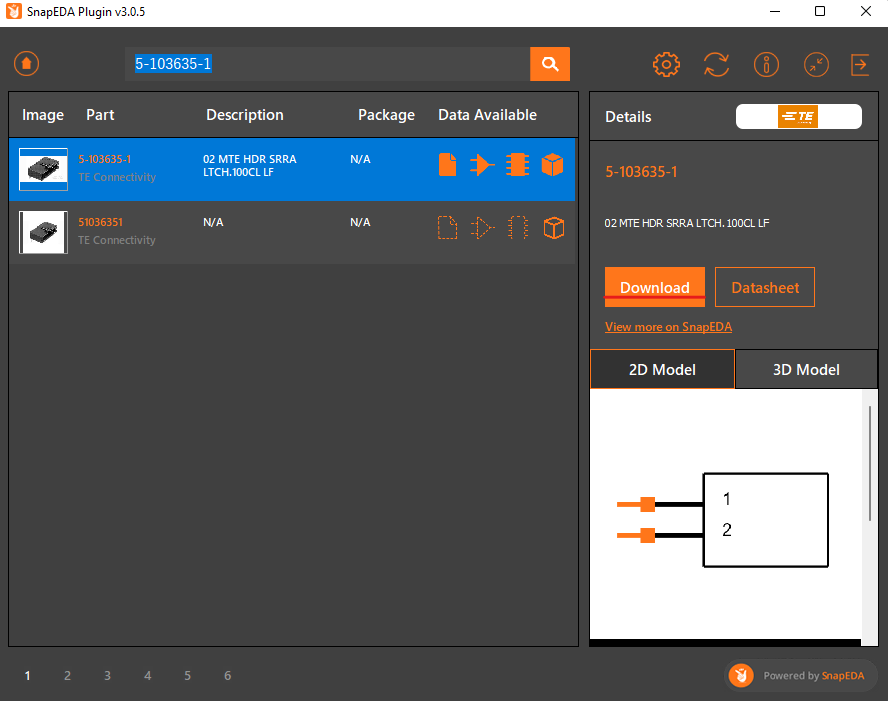 SnapEDA Plugin v3.0.5
5-103635-1
Image Part Description Package Data Available
5-103635-1 02 MTE HDR SRRA N/A
TE Connectivity LTCH.100CL LF
51036351 N/A N/A
TE Connectivity
Details TE
5-103635-1
02 MTE HDR SRRA LTCH. 100CL LF
Download Datasheet
View more on SnapEDA
2D Model 3D Model
1
2
1 2 3 4 5 6
Powered by SnapEDA